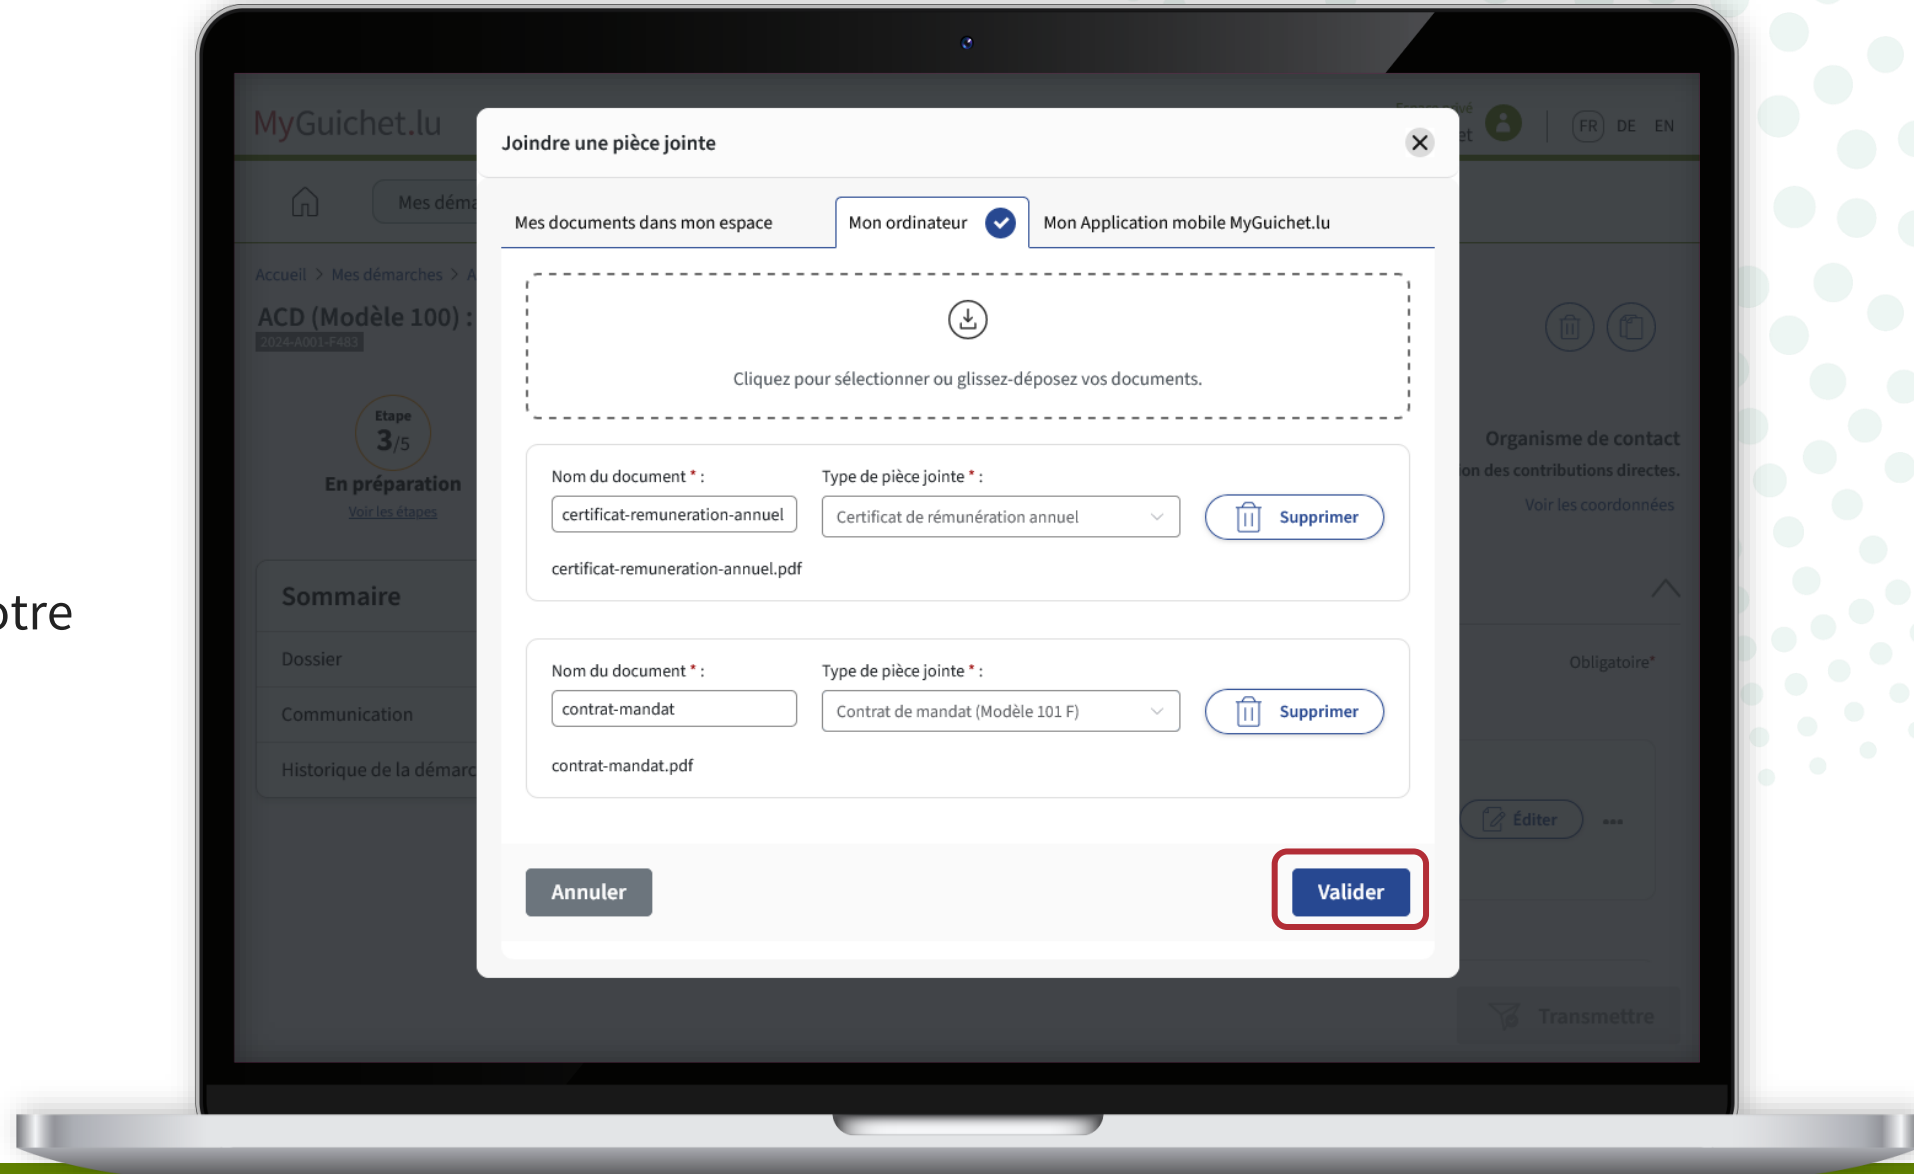 MyGuichet.lu
FR DE EN
Mes déma
Accueil > Mes démarches > A
ACD (Modèle 100) :
2024-A001-F483
Etape
3/5
En préparation
Voir les étapes
Sommaire
Dossier
Communication
Historique de la démarc
otre
Joindre une pièce jointe
Mes documents dans mon espace
Mon ordinateur
Mon Application mobile MyGuichet.lu
Cliquez pour sélectionner ou glissez-déposez vos documents.
Nom du document * :
Type de pièce jointe * :
certificat-remuneration-annuel
Certificat de rémunération annuel
Supprimer
certificat-remuneration-annuel.pdf
Nom du document * :
Type de pièce jointe * :
contrat-mandat
Contrat de mandat (Modèle 101 F)
Supprimer
contrat-mandat.pdf
Annuler
Valider
Organisme de contact
on des contributions directes.
Voir les coordonnées
Obligatoire*
Éditer
Transmettre